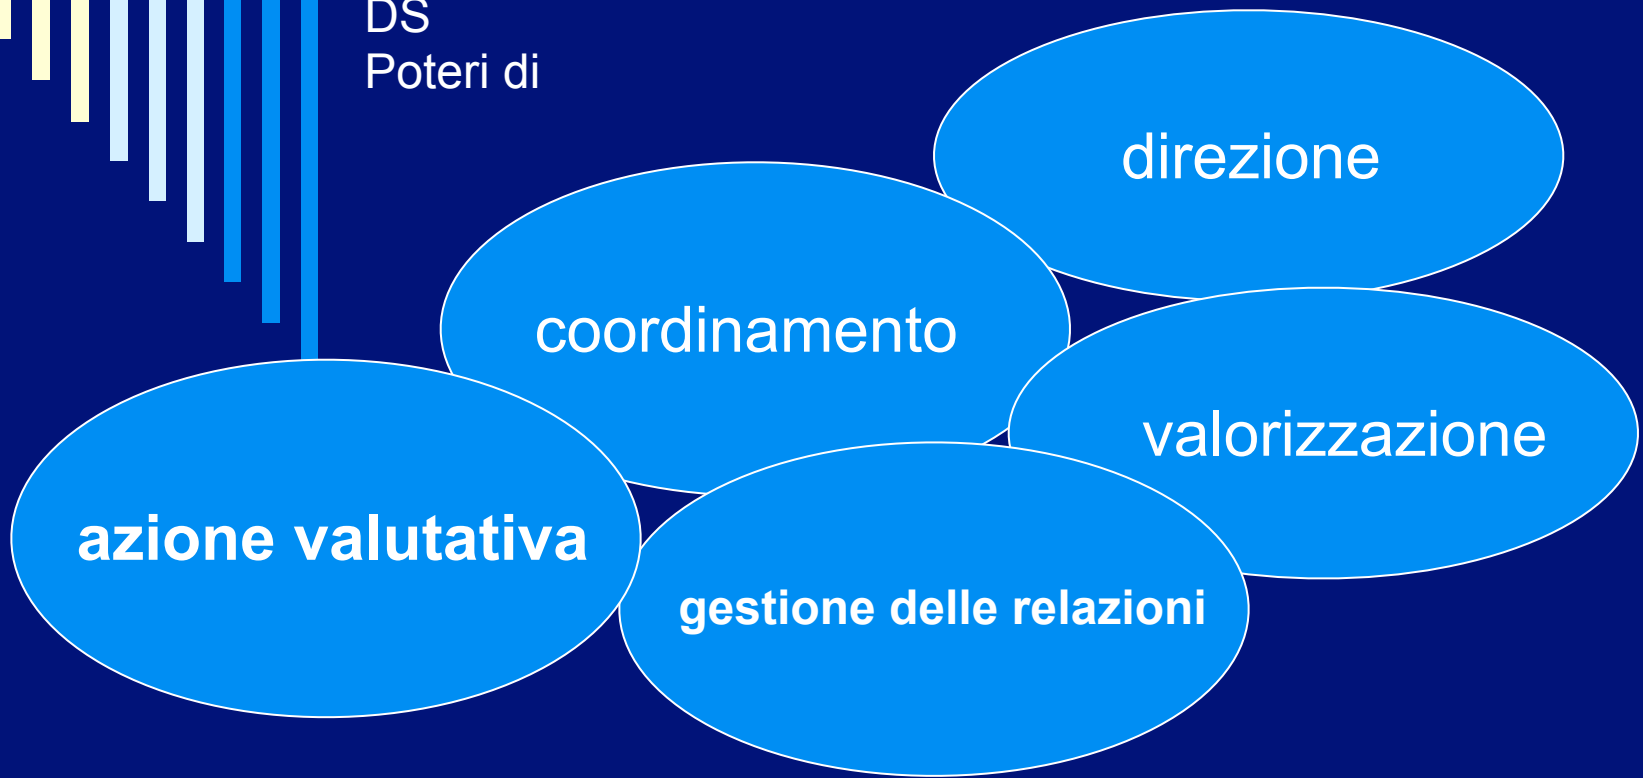 DS
Poteri di
direzione
coordinamento
valorizzazione
azione valutativa
gestione delle relazioni